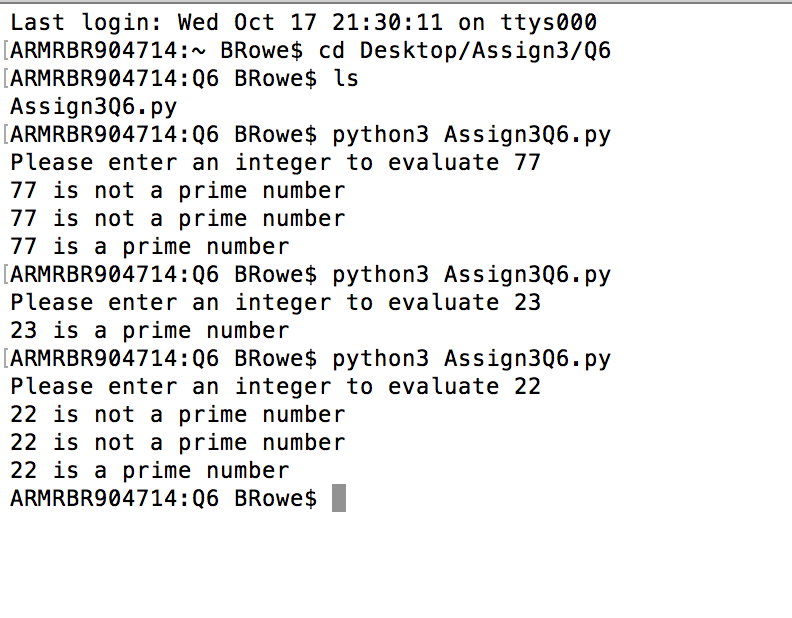 Last login: Wed Oct 17 21:30:11 on ttys000
[ARMRBR904714:~ BRowe$ cd Desktop/Assign3/Q6
[ARMRBR904714:Q6 BRowe$ ls
Assign3Q6.py
[ARMRBR904714:Q6 BRowe$ python3 Assign3Q6.py
Please enter an integer to evaluate 77
77 is not a prime number
77 is not a prime number
77 is a prime number
[ARMRBR904714:Q6 BRowe$ python3 Assign3Q6.py
Please enter an integer to evaluate 23
23 is a prime number
[ARMRBR904714:Q6 BRowe$ python3 Assign3Q6.py
Please enter an integer to evaluate 22
22 is not a prime number
22 is not a prime number
22 is a prime number
ARMRBR904714:Q6 BRowe$